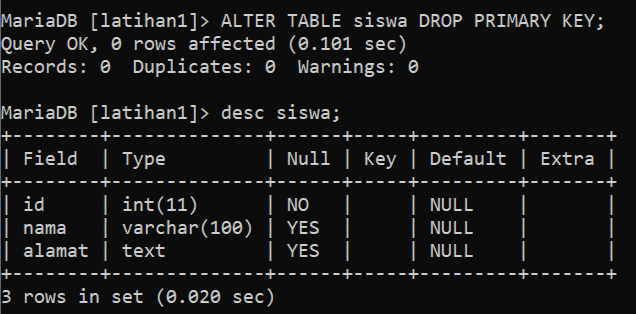 MariaDB [latihan1]> ALTER TABLE siswa DROP PRIMARY KEY;
Query OK, 0 rows affected (0.101 sec)
Records: 0  Duplicates: 0  Warnings: 0

MariaDB [latihan1]> desc siswa;
+--------+--------------+------+-----+---------+-------+
| Field  | Type         | Null | Key | Default | Extra |
+--------+--------------+------+-----+---------+-------+
| id     | int(11)      | NO   |     | NULL    |       |
| nama   | varchar(100) | YES  |     | NULL    |       |
| alamat | text         | YES  |     | NULL    |       |
+--------+--------------+------+-----+---------+-------+
3 rows in set (0.020 sec)